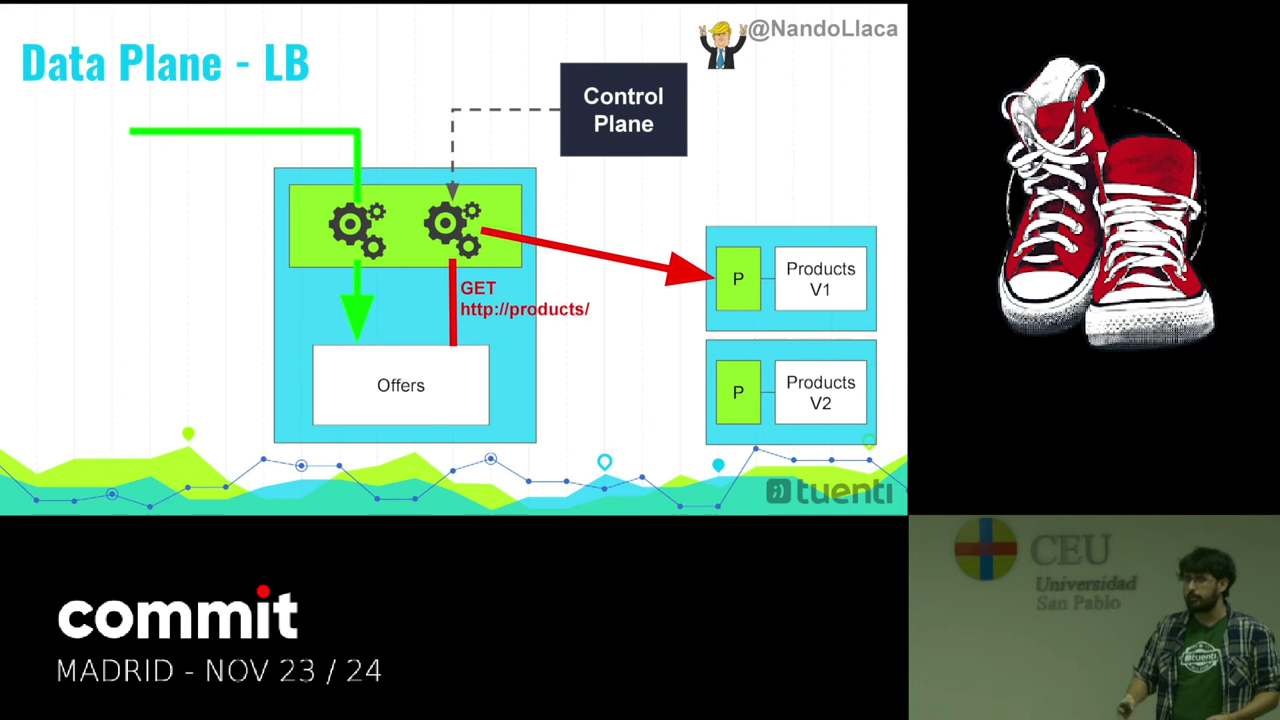 @NandoLlaca
Data Plane - LB
Control
Plane
GET
http://products/
P
Products
V1
Offers
P
Products
V2
tuenti
commit
MADRID - NOV 23 / 24
CEU
Universidad
San Pablo
tuenti